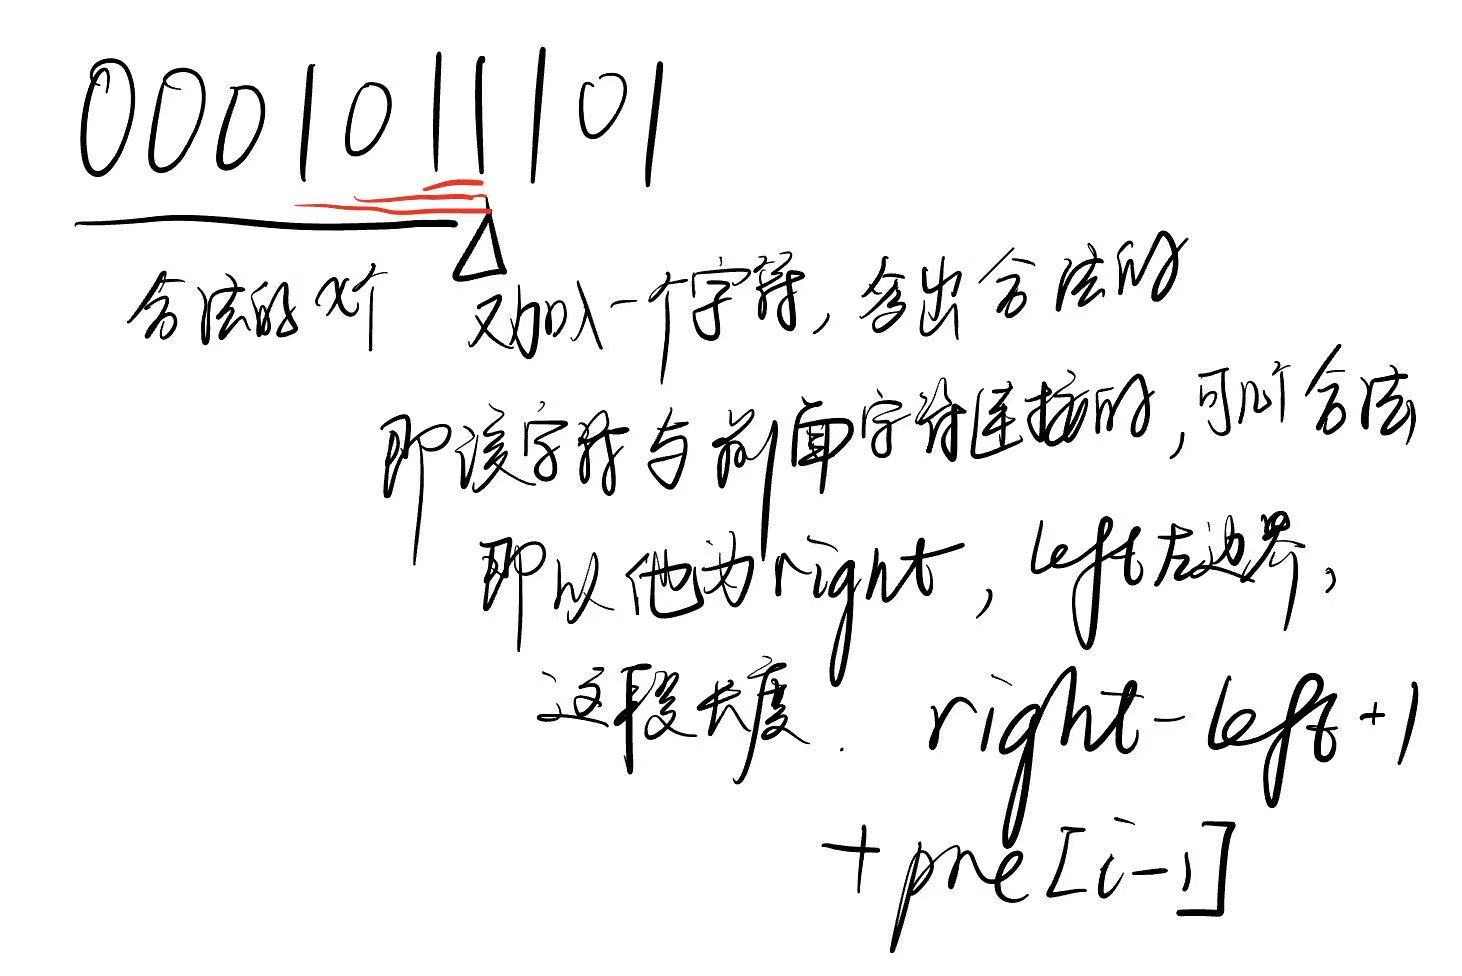 0001011101
合法的x个 又加入一个字符，多出合法的
即该字符与前面字符连接的，可几个合法
即以他为right，left左边界，
这段长度. right-left+1
+pre[i-1]